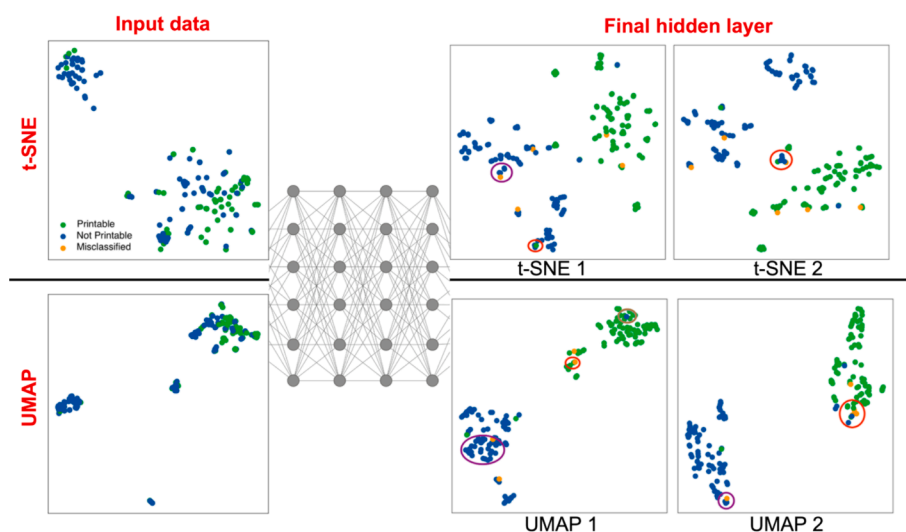 Input data
Final hidden layer
t-SNE
Printable
Not Printable
Misclassified
t-SNE 1
t-SNE 2
UMAP
UMAP 1
UMAP 2